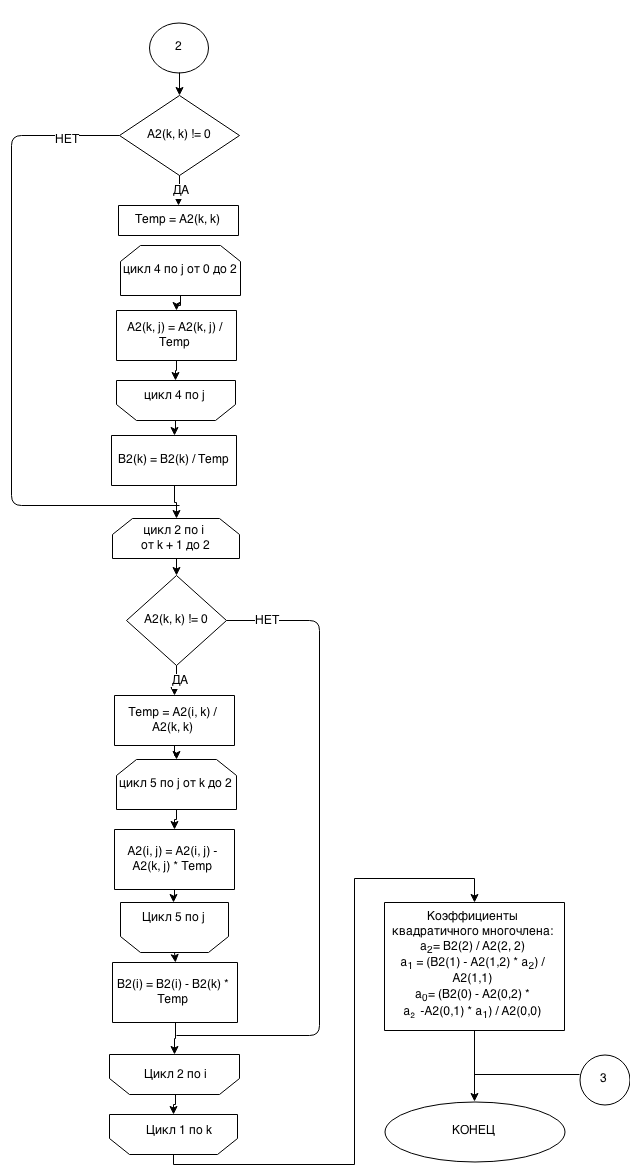 2
A2(k, k) != 0
НЕТ
ДА
Temp = A2(k, k)
цикл 4 по j от 0 до 2
A2(k, j) = A2(k, j) /
Temp
цикл 4 по j
B2(k) = B2(k) / Temp
цикл 2 по i
от k + 1 до 2
A2(k, k) != 0
НЕТ
ДА
Temp = A2(i, k) /
A2(k, k)
цикл 5 по j от k до 2
A2(i, j) = A2(i, j) -
A2(k, j) * Temp
Цикл 5 по j
B2(i) = B2(i) - B2(k) *
Temp
Цикл 2 по i
Цикл 1 по k
Коэффициенты
квадратичного многочлена:
a₂= B2(2) / A2(2, 2)
a₁ = (B2(1) - A2(1,2) * a₂) /
A2(1,1)
a₀= (B2(0) - A2(0,2) *
a₂ -A2(0,1) * a₁) / A2(0,0)
3
КОНЕЦ